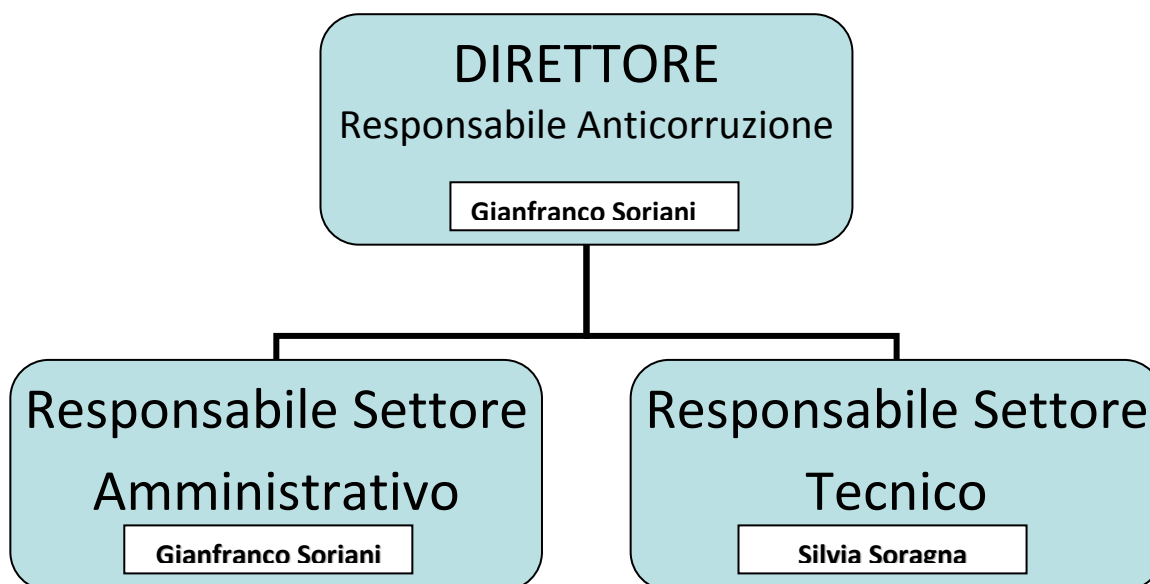 DIRETTORE
Responsabile Anticorruzione
Gianfranco Soriani
Responsabile Settore
Amministrativo
Gianfranco Soriani
Responsabile Settore
Tecnico
Silvia Soragna